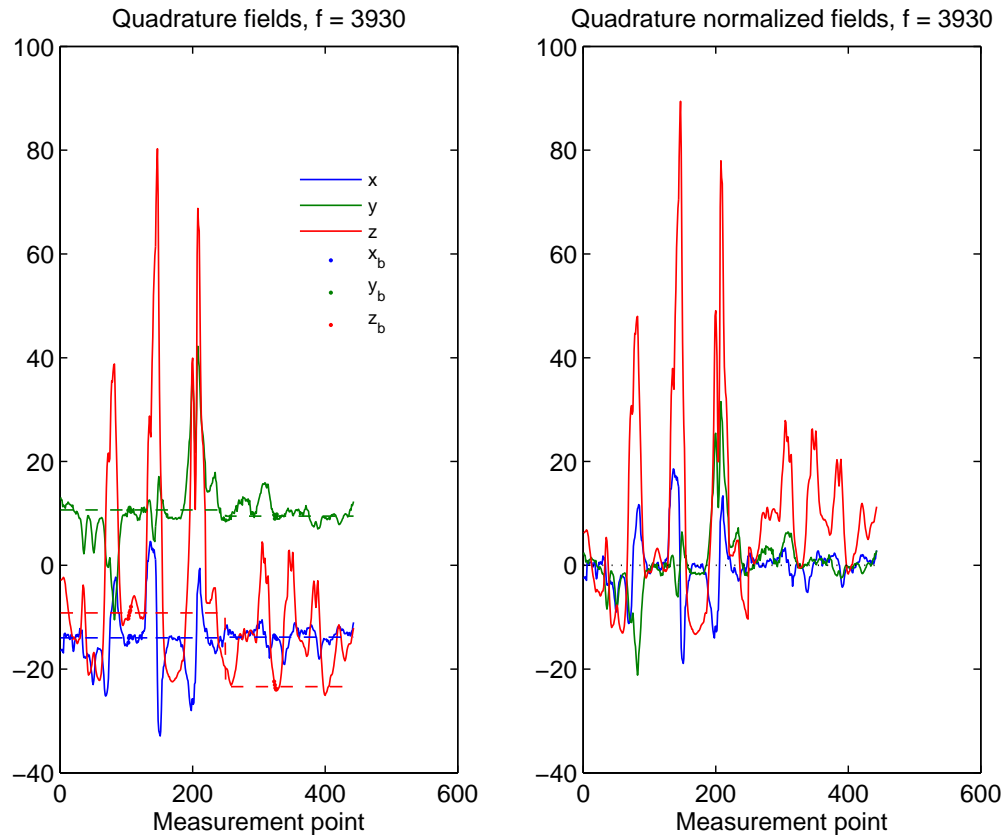 Quadrature fields, f = 3930
100
80
60
40
20
0
−20
−40
0
200
400
600
Measurement point
x
y
z
x_b
y_b
z_b
Quadrature normalized fields, f = 3930
100
80
60
40
20
0
−20
−40
0
200
400
600
Measurement point